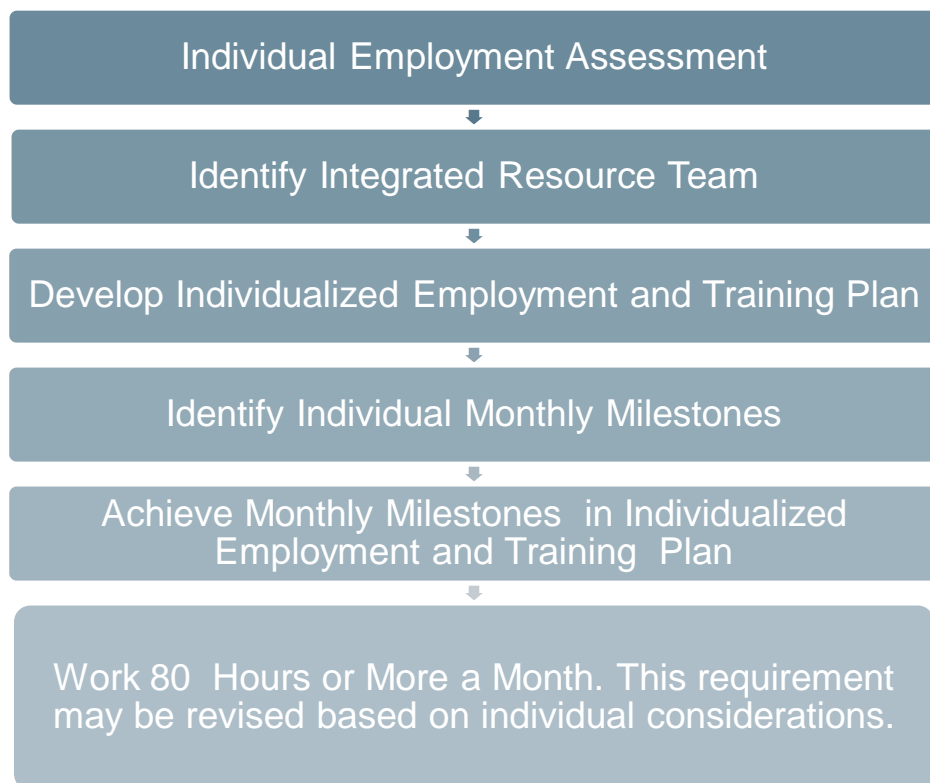 Individual Employment Assessment
Identify Integrated Resource Team
Develop Individualized Employment and Training Plan
Identify Individual Monthly Milestones
Achieve Monthly Milestones in Individualized
Employment and Training Plan
Work 80 Hours or More a Month. This requirement
may be revised based on individual considerations.